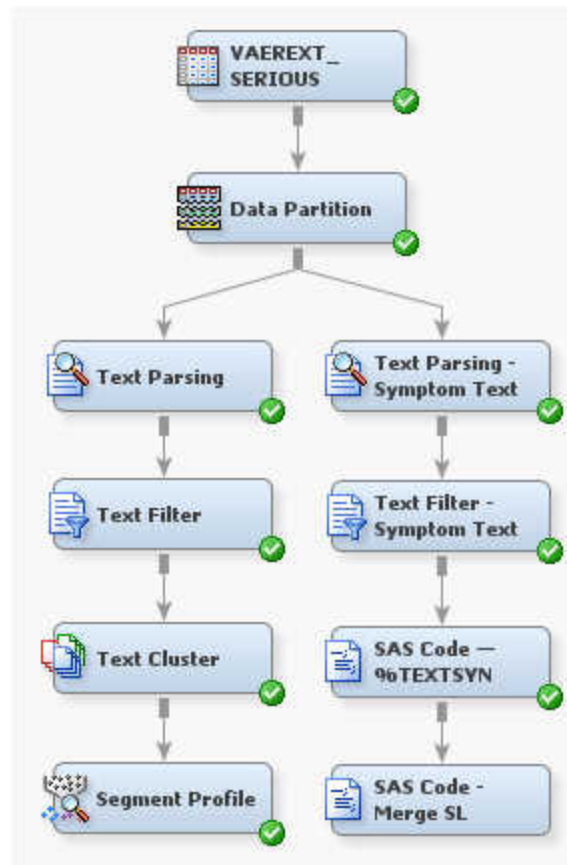 VAEREXT_
SERIOUS
Data Partition
Text Parsing
Text Parsing -
Symptom Text
Text Filter
Text Filter -
Symptom Text
Text Cluster
SAS Code —
%TEXTSYN
Segment Profile
SAS Code -
Merge SL